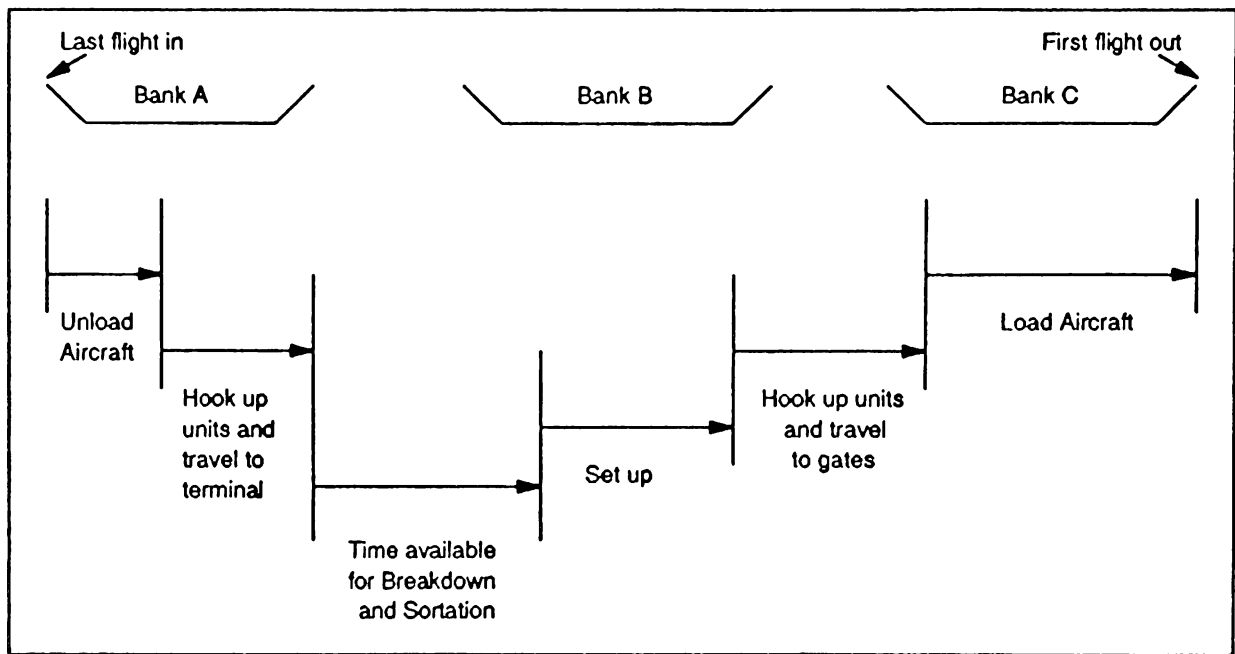 Last flight in
First flight out
Bank A
Bank B
Bank C
Unload
Aircraft
Hook up
units and
travel to
terminal
Time available
for Breakdown
and Sortation
Set up
Hook up units
and travel
to gates
Load Aircraft